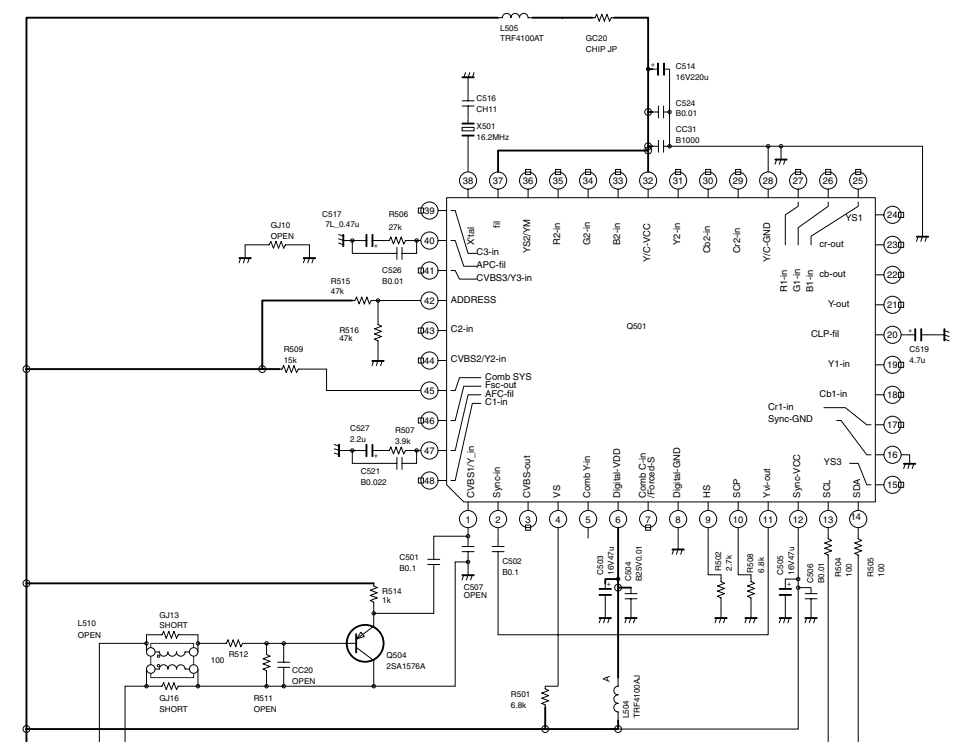 L505
TRF4100AT
GC20
CHIP JP
C514
16V220u
C516
CH11
C524
B0.01
X501
16.2MHz
CC31
B1000
38
37
36
35
34
33
32
31
30
29
28
27
26
25
X'tal
fil
YS2/YM
R2-in
G2-in
B2-in
Y/C-VCC
Y2-in
Cb2-in
Cr2-in
Y/C-GND
R1-in
G1-in
B1-in
YS1
39
40
41
42
43
44
45
46
47
48
C3-in
APC-fil
CVBS3/Y3-in
ADDRESS
C2-in
CVBS2/Y2-in
Comb SYS
Fsc-out
AFC-fil
C1-in
GJ10
OPEN
C517
7L_0.47u
R506
27k
C526
B0.01
R515
47k
R516
47k
R509
15k
C527
2.2u
R507
3.9k
C521
B0.022
Q501
24
23
22
21
20
19
18
17
16
15
cr-out
cb-out
Y-out
CLP-fil
Y1-in
Cb1-in
Cr1-in
Sync-GND
YS3
C519
4.7u
CVBS1/Y_in
Sync-in
CVBS-out
VS
Comb Y-in
Digital-VDD
Comb C-in
/Forced-S
Digital-GND
HS
SCP
Yvi-out
Sync-VCC
SCL
SDA
1
2
3
4
5
6
7
8
9
10
11
12
13
14
C501
B0.1
C507
OPEN
C502
B0.1
C503
16V47u
C504
B25V0.01
R502
2.7k
R508
6.8k
C505
16V47u
C506
B0.01
R504
100
R505
100
R514
1k
L510
OPEN
GJ13
SHORT
100
R512
CC20
OPEN
Q504
2SA1576A
GJ16
SHORT
R511
OPEN
R501
6.8k
A
L504
TRF4100AJ